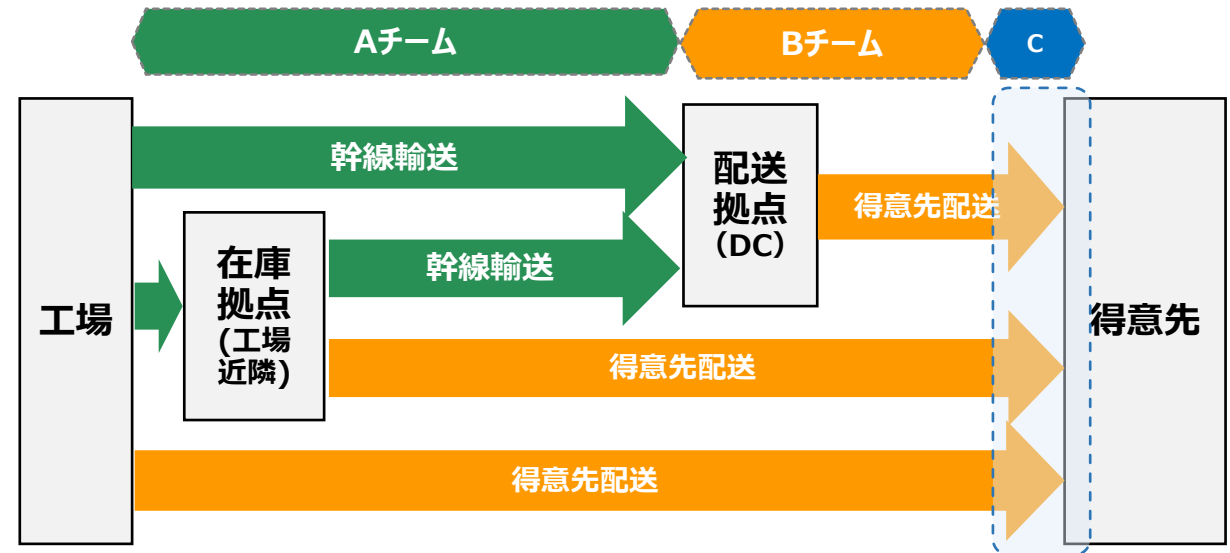 Aチーム
Bチーム
C
幹線輸送
配送
拠点
（DC）
得意先配送
在庫
拠点
(工場
近隣)
幹線輸送
工場
得意先
得意先配送
得意先配送